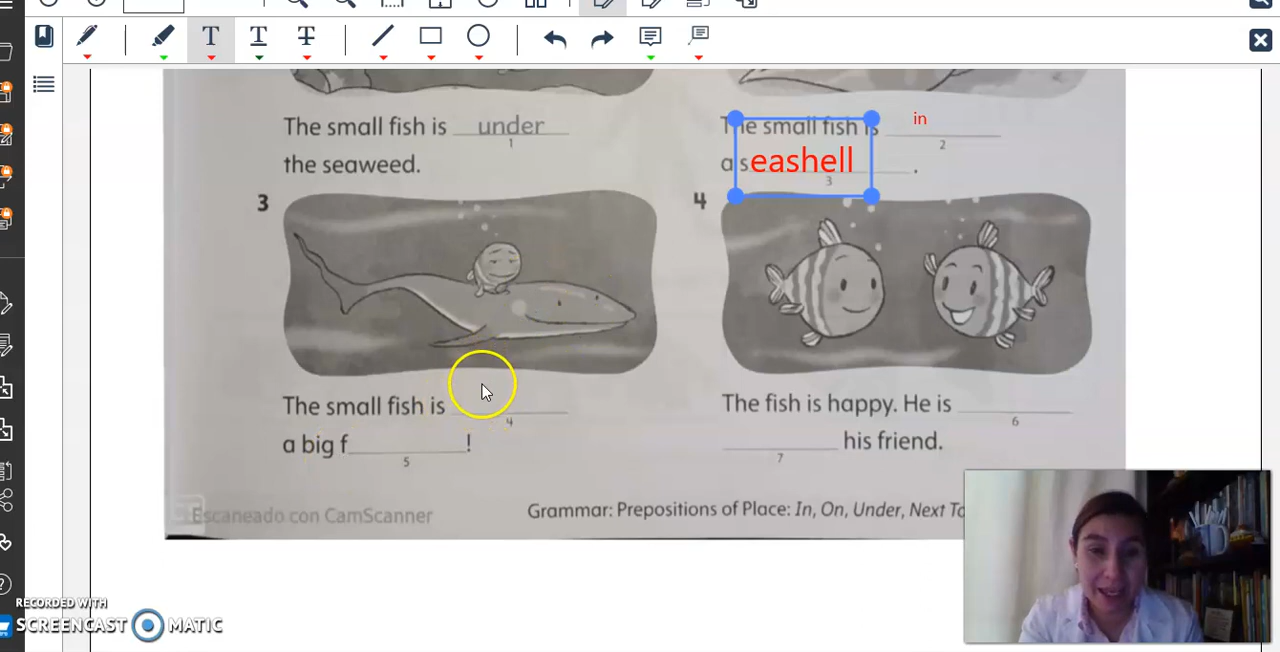 T T T
The small fish is under
1
the seaweed.
The small fish is in
2
a seashell .
3
3
4
The small fish is
4
a big f !
5
The fish is happy. He is
6
his friend.
7
Escaneado con CamScanner
Grammar: Prepositions of Place: In, On, Under, Next To
RECORDED WITH
SCREENCAST MATIC